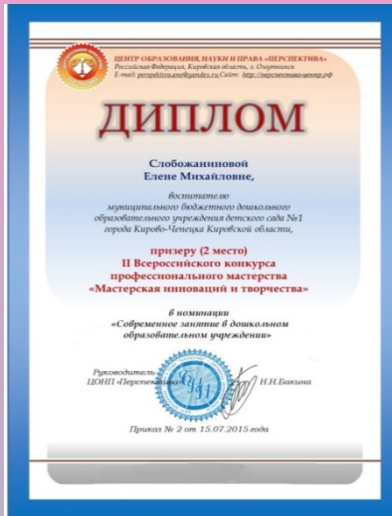 ЦЕНТР ОБРАЗОВАНИЯ, НАУКИ И ПРАВА «ПЕРСПЕКТИВА»
Российская Федерация, Кировская область, г. Омутнинск
E-mail: perspektiva.one@yandex.ru Сайт: http://перспектива-центр.рф
ДИПЛОМ
Слобожаниновой
Елене Михайловне,
воспитателю
муниципального бюджетного дошкольного
образовательного учреждения детского сада №1
города Кирово-Чепецка Кировской области,
призеру (2 место)
II Всероссийского конкурса
профессионального мастерства
«Мастерская инноваций и творчества»
в номинации
«Современное занятие в дошкольном
образовательном учреждении»
Руководитель
ЦОНП «Перспектива» Н.Н.Бакина
Приказ № 2 от 15.07.2015 года